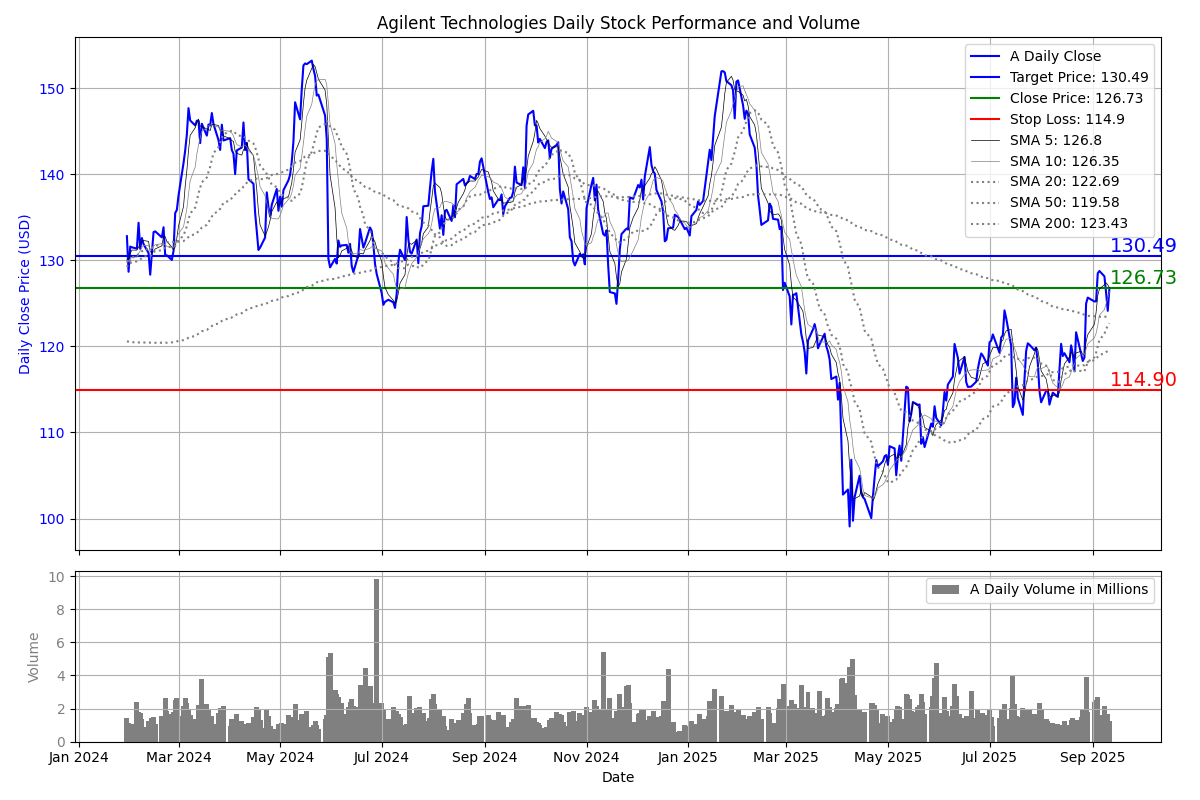 Agilent Technologies Daily Stock Performance and Volume
Daily Close Price (USD)
150
140
130
120
110
100
A Daily Close
Target Price: 130.49
Close Price: 126.73
Stop Loss: 114.9
SMA 5: 126.8
SMA 10: 126.35
SMA 20: 122.69
SMA 50: 119.58
SMA 200: 123.43
130.49
126.73
114.90
Volume
10
8
6
4
2
0
A Daily Volume in Millions
Jan 2024 Mar 2024 May 2024 Jul 2024 Sep 2024 Nov 2024 Jan 2025 Mar 2025 May 2025 Jul 2025 Sep 2025
Date